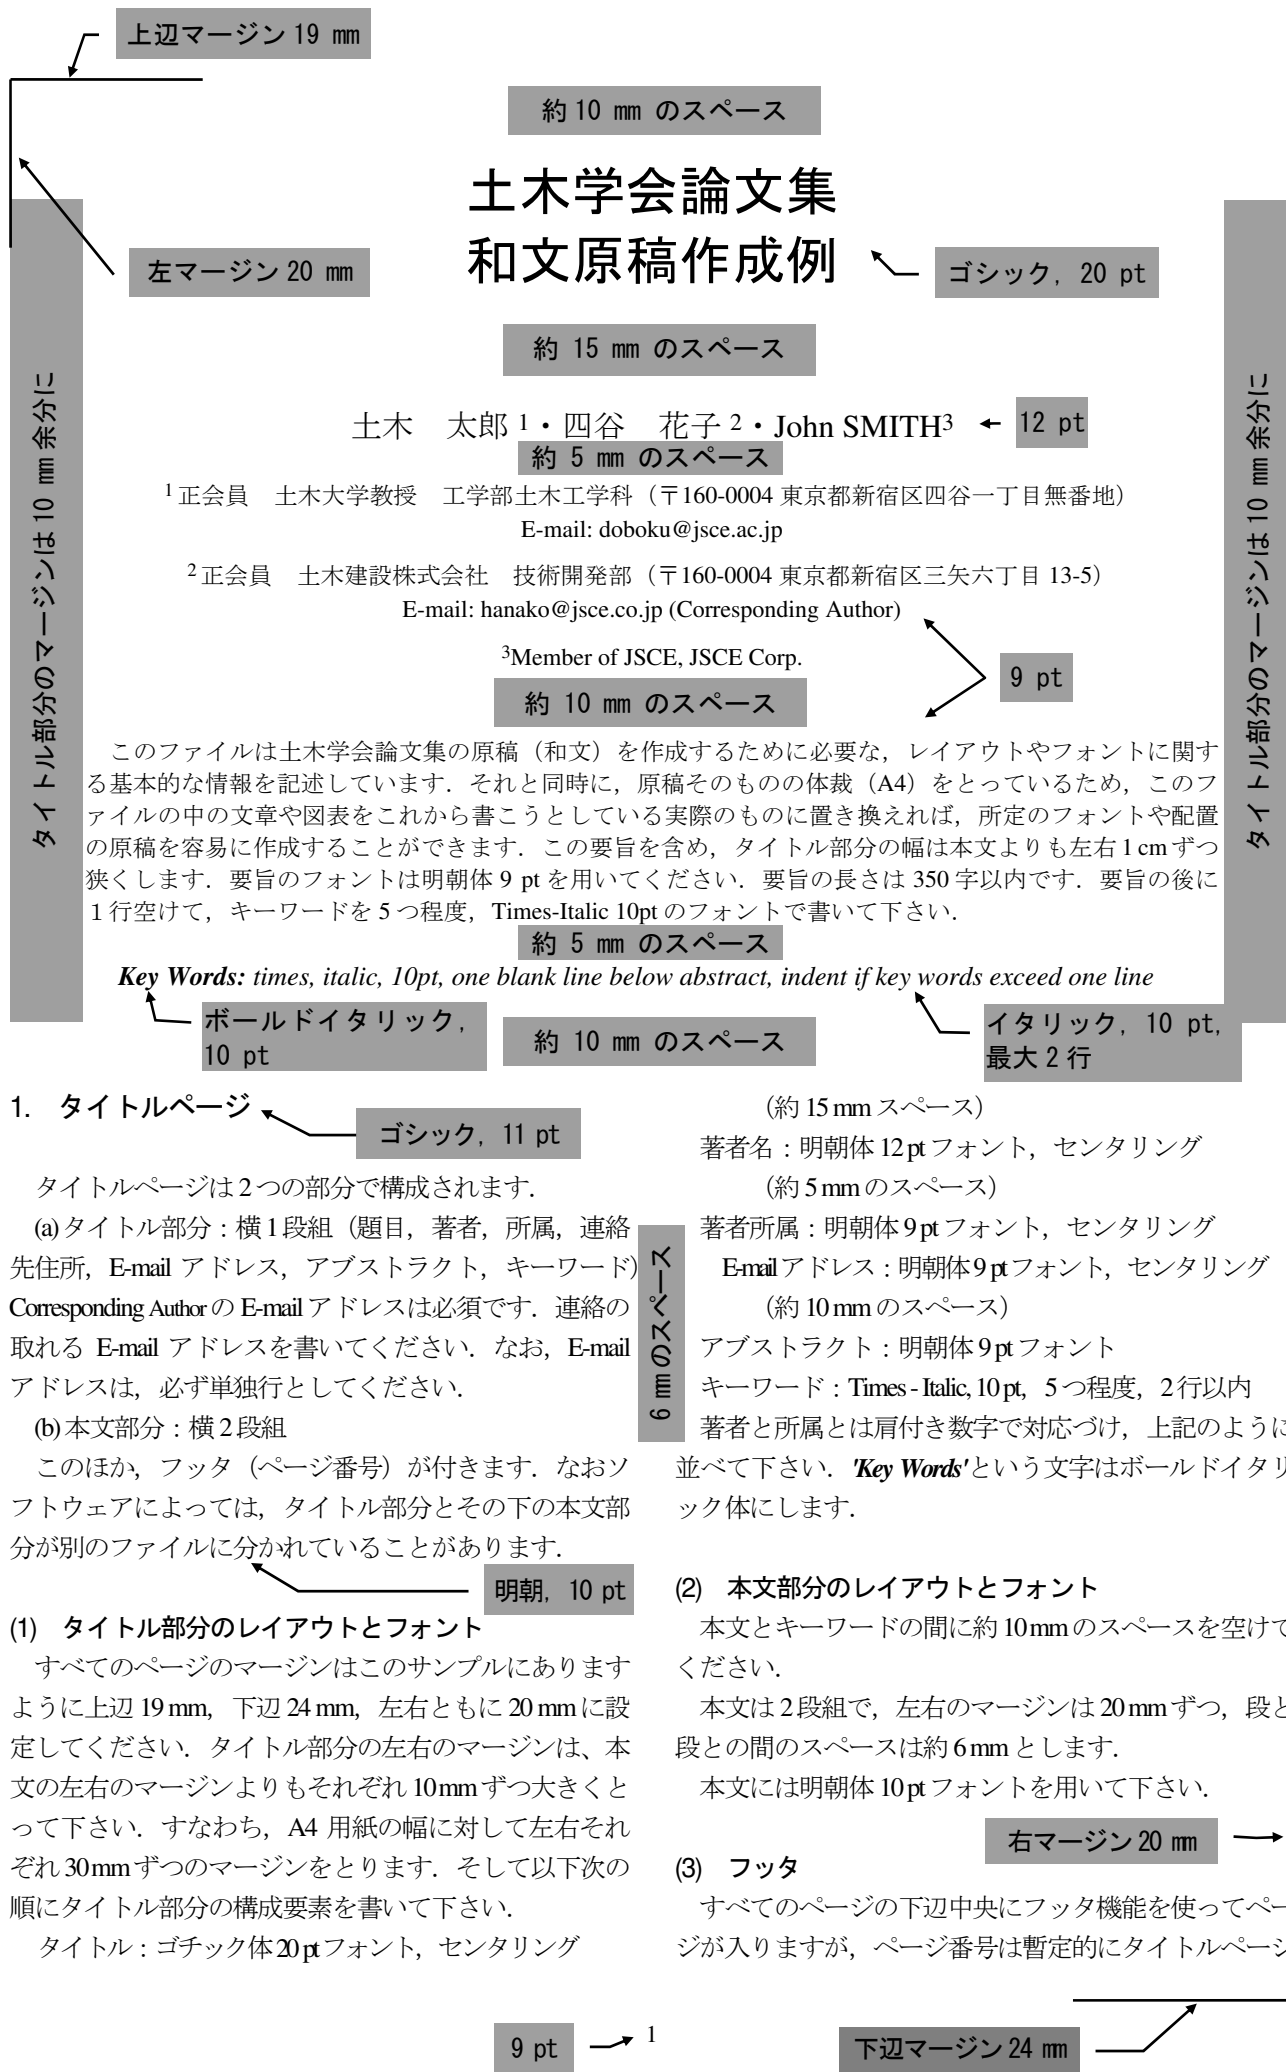 上辺マージン 19 mm
約 10 mm のスペース
土木学会論文集
和文原稿作成例
左マージン 20 mm
ゴシック, 20 pt
約 15 mm のスペース
タイトル部分のマージンは 10 mm 余分に
タイトル部分のマージンは 10 mm 余分に
土木　太郎 1・四谷　花子 2・John SMITH3
12 pt
約 5 mm のスペース
1 正会員　土木大学教授　工学部土木工学科（〒160-0004 東京都新宿区四谷一丁目無番地）
E-mail: doboku@jsce.ac.jp
2 正会員　土木建設株式会社　技術開発部（〒160-0004 東京都新宿区三矢六丁目 13-5）
E-mail: hanako@jsce.co.jp (Corresponding Author)
3Member of JSCE, JSCE Corp.
9 pt
約 10 mm のスペース
このファイルは土木学会論文集の原稿（和文）を作成するために必要な，レイアウトやフォントに関す
る基本的な情報を記述しています．それと同時に，原稿そのものの体裁（A4）をとっているため，このフ
ァイルの中の文章や図表をこれから書こうとしている実際のものに置き換えれば，所定のフォントや配置
の原稿を容易に作成することができます．この要旨を含め，タイトル部分の幅は本文よりも左右 1 cm ずつ
狭くします．要旨のフォントは明朝体 9 pt を用いてください．要旨の長さは 350 字以内です．要旨の後に
１行空けて，キーワードを 5 つ程度，Times-Italic 10pt のフォントで書いて下さい．
約 5 mm のスペース
Key Words: times, italic, 10pt, one blank line below abstract, indent if key words exceed one line
ボールドイタリック,
10 pt
約 10 mm のスペース
イタリック, 10 pt,
最大 2 行
1.　タイトルページ
ゴシック, 11 pt
タイトルページは 2 つの部分で構成されます．
(a) タイトル部分：横 1 段組（題目，著者，所属，連絡
先住所，E-mail アドレス，アブストラクト，キーワード）
Corresponding Author の E-mail アドレスは必須です．連絡の
取れる E-mail アドレスを書いてください．なお，E-mail
アドレスは，必ず単独行としてください．
(b) 本文部分：横 2 段組
このほか，フッタ（ページ番号）が付きます．なおソ
フトウェアによっては，タイトル部分とその下の本文部
分が別のファイルに分かれていることがあります．
明朝, 10 pt
(1)　タイトル部分のレイアウトとフォント
すべてのページのマージンはこのサンプルにあります
ように上辺 19 mm，下辺 24 mm，左右ともに 20 mm に設
定してください．タイトル部分の左右のマージンは、本
文の左右のマージンよりもそれぞれ 10 mm ずつ大きくと
って下さい．すなわち，A4 用紙の幅に対して左右それ
ぞれ 30 mm ずつのマージンをとります．そして以下次の
順にタイトル部分の構成要素を書いて下さい．
タイトル：ゴチック体 20 pt フォント，センタリング
6 mm のスペース
（約 15 mm スペース）
著者名：明朝体 12 pt フォント，センタリング
（約 5 mm のスペース）
著者所属：明朝体 9 pt フォント，センタリング
E-mail アドレス：明朝体 9 pt フォント，センタリング
（約 10 mm のスペース）
アブストラクト：明朝体 9 pt フォント
キーワード：Times - Italic, 10 pt，5 つ程度，2 行以内
著者と所属とは肩付き数字で対応づけ，上記のように
並べて下さい．'Key Words'という文字はボールドイタリ
ック体にします．
(2)　本文部分のレイアウトとフォント
本文とキーワードの間に約 10 mm のスペースを空けて
ください．
本文は 2 段組で，左右のマージンは 20 mm ずつ，段と
段との間のスペースは約 6 mm とします．
本文には明朝体 10 pt フォントを用いて下さい．
右マージン 20 mm
(3)　フッタ
すべてのページの下辺中央にフッタ機能を使ってペー
ジが入りますが，ページ番号は暫定的にタイトルページ
9 pt
1
下辺マージン 24 mm